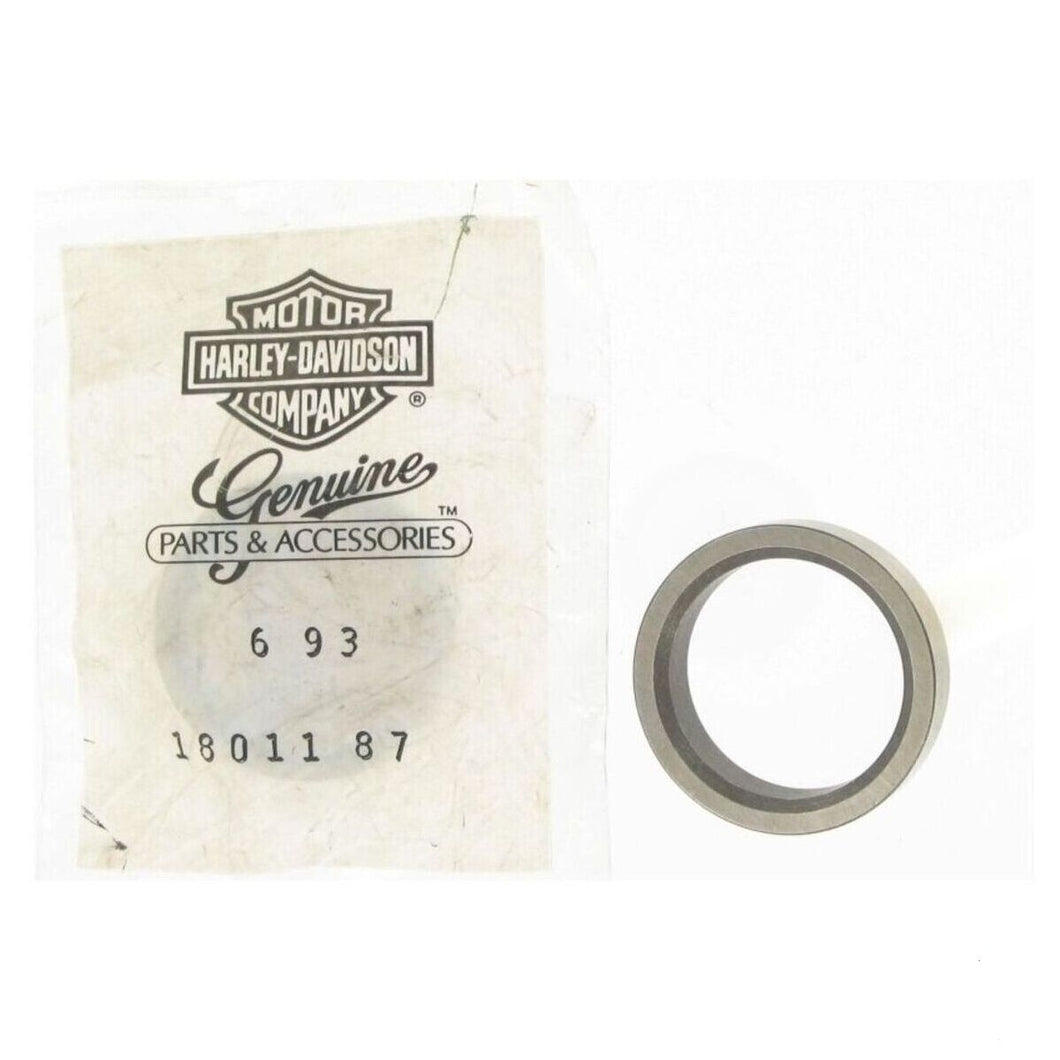 MOTOR
HARLEY-DAVIDSON
COMPANY ®
Genuine ™
PARTS & ACCESSORIES
6 93
18011 87